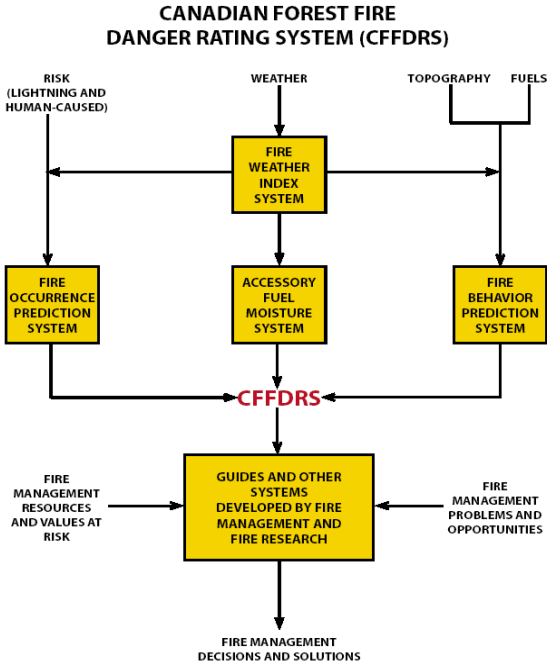 CANADIAN FOREST FIRE
DANGER RATING SYSTEM (CFFDRS)
RISK
(LIGHTNING AND
HUMAN-CAUSED)
WEATHER
TOPOGRAPHY
FUELS
FIRE
WEATHER
INDEX
SYSTEM
FIRE
OCCURRENCE
PREDICTION
SYSTEM
ACCESSORY
FUEL
MOISTURE
SYSTEM
FIRE
BEHAVIOR
PREDICTION
SYSTEM
CFFDRS
FIRE
MANAGEMENT
RESOURCES
AND VALUES AT
RISK
GUIDES AND OTHER
SYSTEMS
DEVELOPED BY FIRE
MANAGEMENT AND
FIRE RESEARCH
FIRE
MANAGEMENT
PROBLEMS AND
OPPORTUNITIES
FIRE MANAGEMENT
DECISIONS AND SOLUTIONS